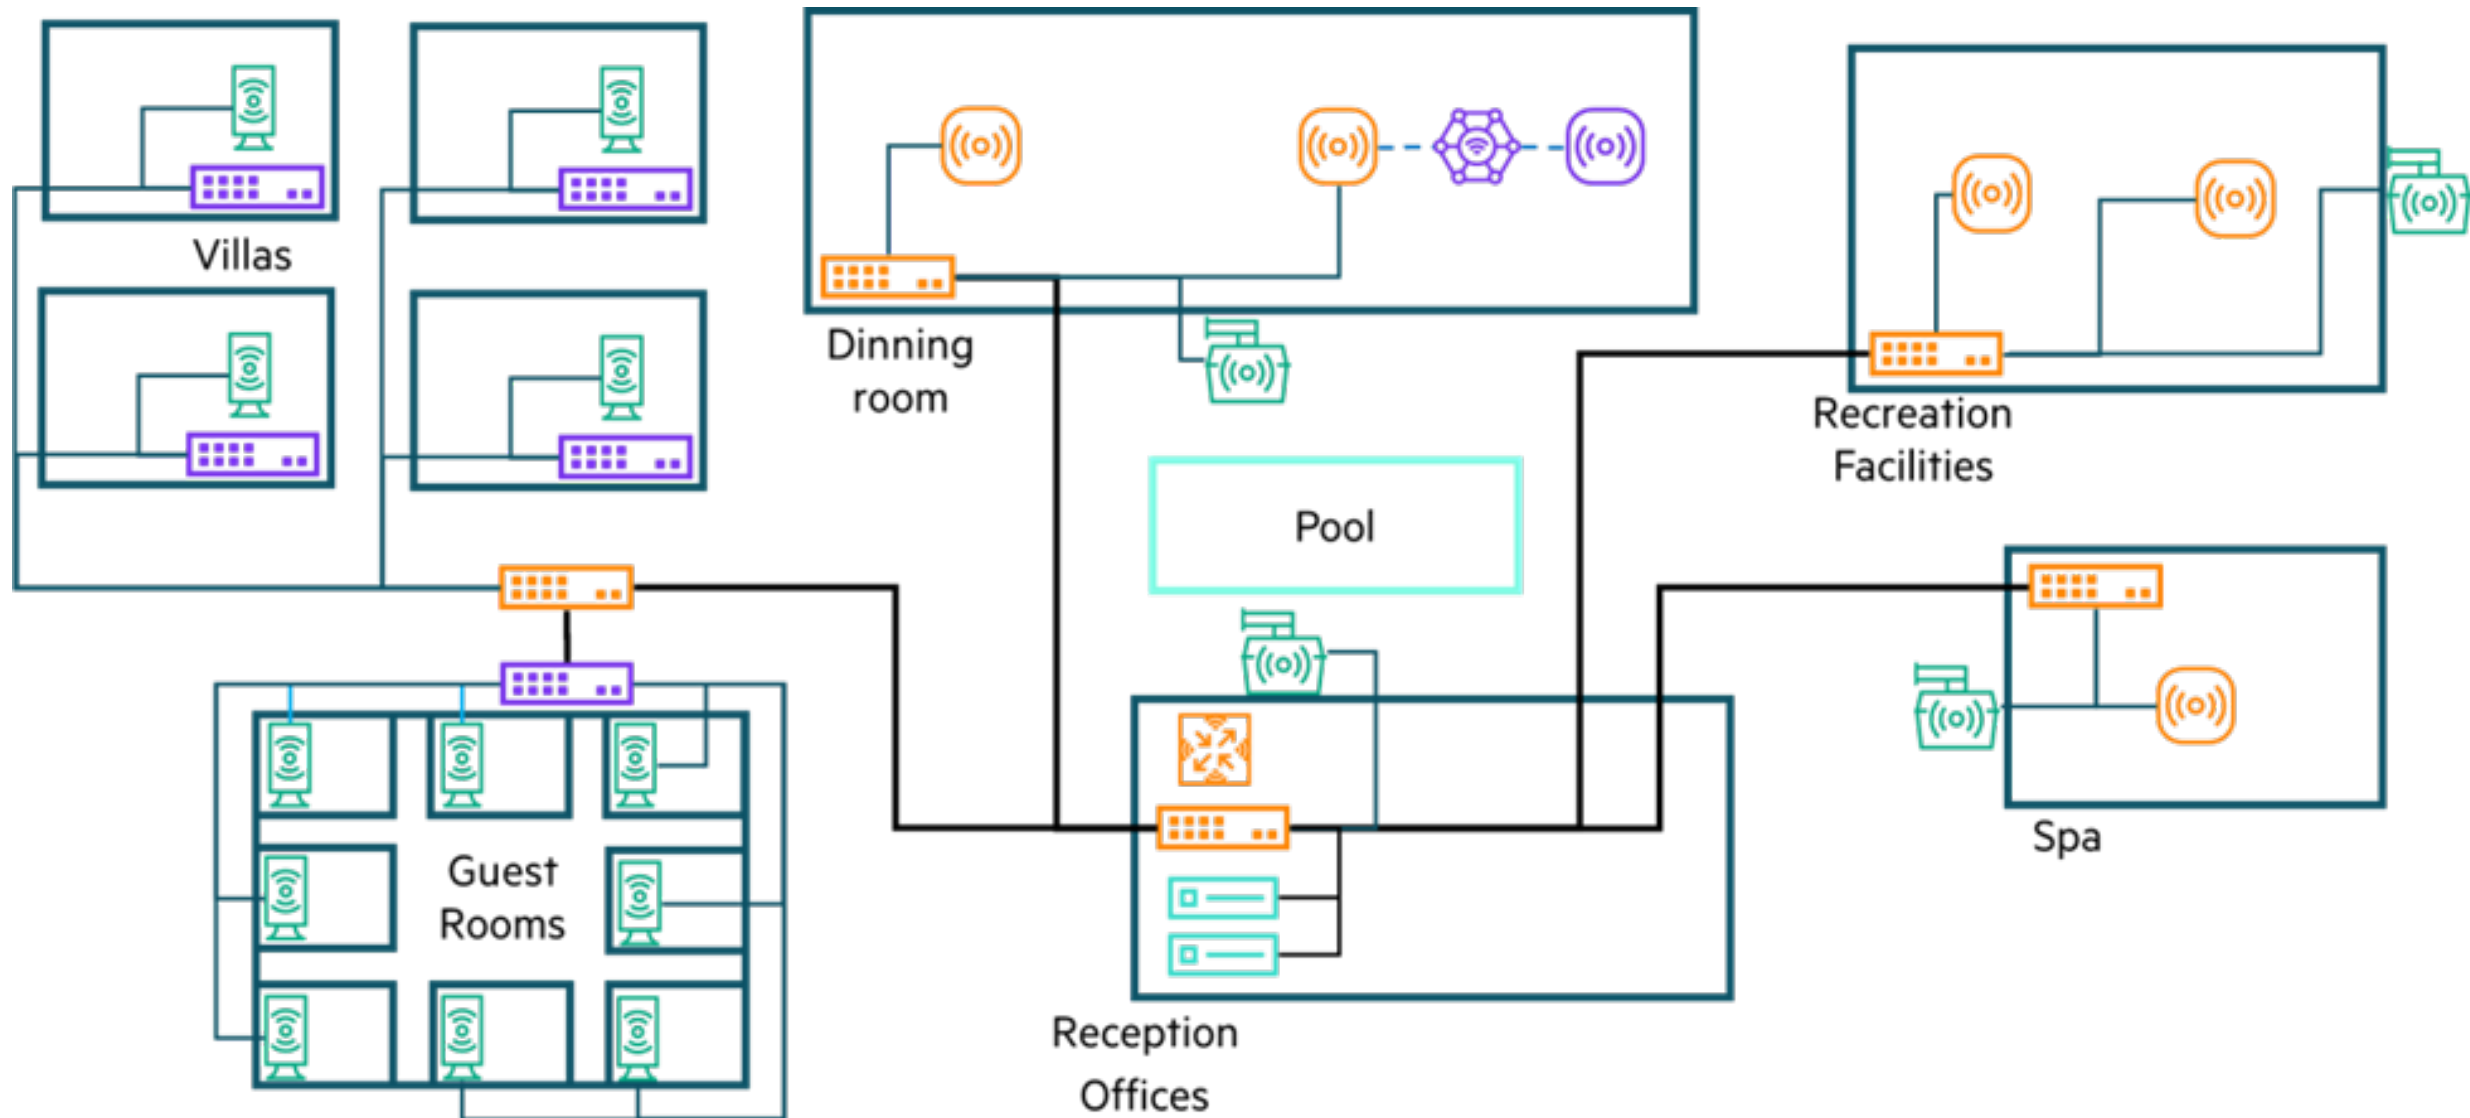 Villas
Dinning
room
Recreation
Facilities
Pool
Spa
Guest
Rooms
Reception
Offices